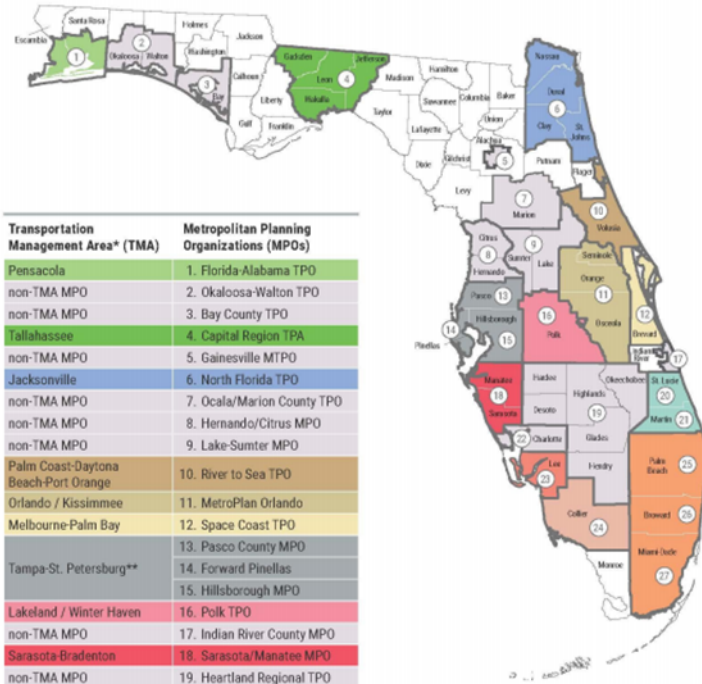 Santa Rosa
Holmes
Escambia
Jackson
Okaloosa
Walton
Washington
1
2
3
Bay
Calhoun
Gulf
Liberty
Franklin
Gadsden
Leon
Jefferson
Wakulla
4
Madison
Hamilton
Taylor
Suwannee
Columbia
Baker
Lafayette
Union
Dixie
Gilchrist
Alachua
5
Levy
Nassau
Duval
6
Clay
St. Johns
Putnam
Flagler
7
Marion
10
Volusia
Citrus
8
Hernando
9
Sumter
Lake
Seminole
Orange
11
Osceola
12
Brevard
Pasco
13
Hillsborough
14
15
Pinellas
16
Polk
Indian River
17
Manatee
18
Sarasota
Hardee
Desoto
Highlands
Okeechobee
19
Glades
Hendry
St. Lucie
20
Martin
21
22
Charlotte
Lee
23
Collier
24
Monroe
Palm Beach
25
Broward
26
Miami-Dade
27
Transportation Management Area* (TMA)
Metropolitan Planning Organizations (MPOs)
Pensacola 1. Florida-Alabama TPO
non-TMA MPO 2. Okaloosa-Walton TPO
non-TMA MPO 3. Bay County TPO
Tallahassee 4. Capital Region TPA
non-TMA MPO 5. Gainesville MTPO
Jacksonville 6. North Florida TPO
non-TMA MPO 7. Ocala/Marion County TPO
non-TMA MPO 8. Hernando/Citrus MPO
non-TMA MPO 9. Lake-Sumter MPO
Palm Coast-Daytona
Beach-Port Orange 10. River to Sea TPO
Orlando / Kissimmee 11. MetroPlan Orlando
Melbourne-Palm Bay 12. Space Coast TPO
13. Pasco County MPO
Tampa-St. Petersburg** 14. Forward Pinellas
15. Hillsborough MPO
Lakeland / Winter Haven 16. Polk TPO
non-TMA MPO 17. Indian River County MPO
Sarasota-Bradenton 18. Sarasota/Manatee MPO
non-TMA MPO 19. Heartland Regional TPO